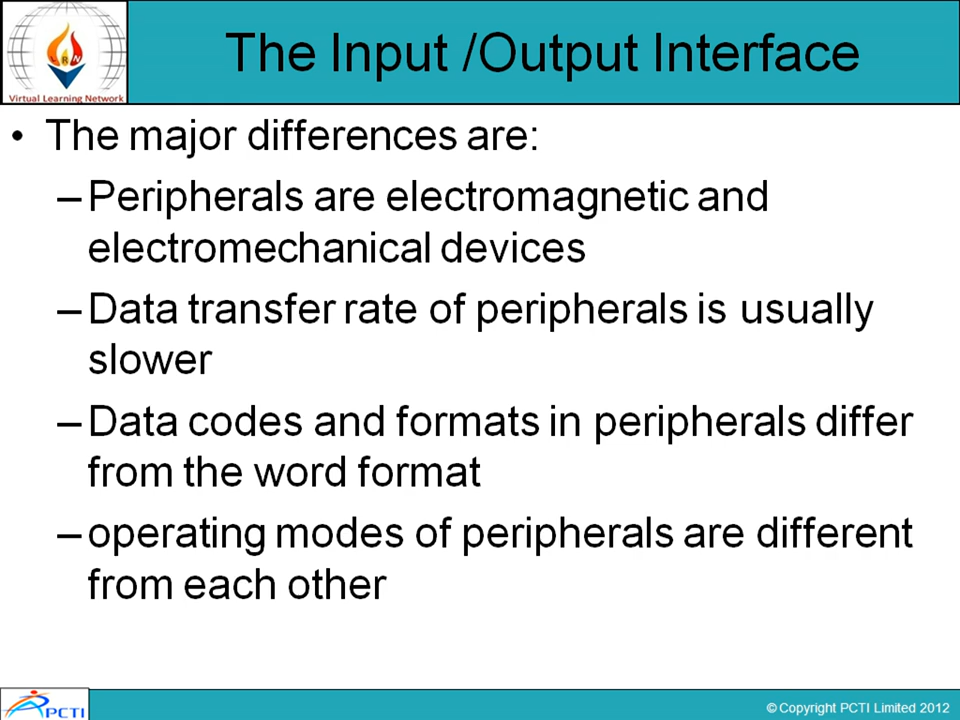 The Input /Output Interface
RN
Virtual Learning Network
• The major differences are:
– Peripherals are electromagnetic and
electromechanical devices
– Data transfer rate of peripherals is usually
slower
– Data codes and formats in peripherals differ
from the word format
– operating modes of peripherals are different
from each other
PCTI
© Copyright PCTI Limited 2012